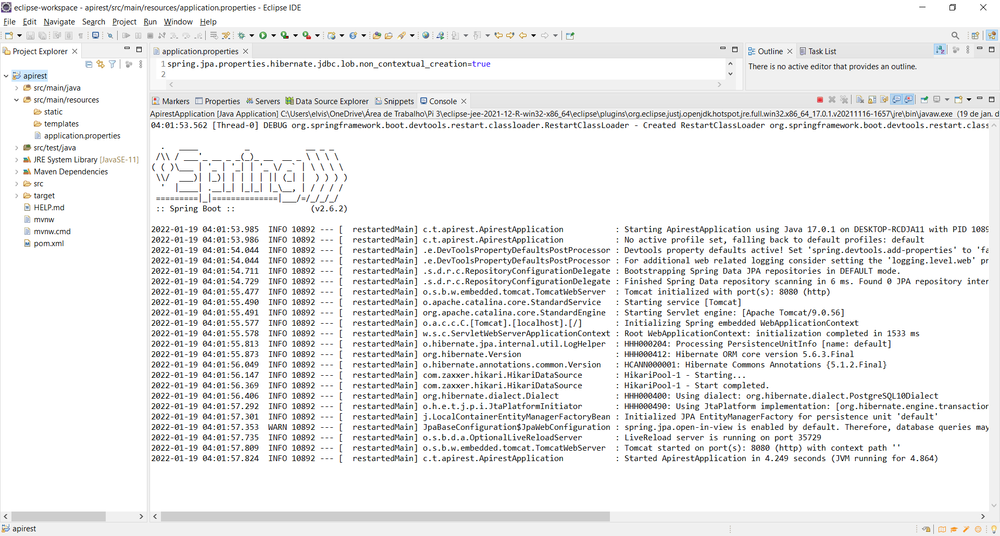 eclipse-workspace - apirest/src/main/resources/application.properties - Eclipse IDE
File Edit Navigate Search Project Run Window Help
Project Explorer
apirest
src/main/java
src/main/resources
static
templates
application.properties
src/test/java
JRE System Library [JavaSE-11]
Maven Dependencies
src
target
HELP.md
mvnw
mvnw.cmd
pom.xml
application.properties
1 spring.jpa.properties.hibernate.jdbc.lob.non_contextual_creation=true
2
Outline Task List
There is no active editor that provides an outline.
Markers Properties Servers Data Source Explorer Snippets Console
ApirestApplication [Java Application] C:\Users\elvis\OneDrive\Área de Trabalho\Pi 3\eclipse-jee-2021-12-R-win32-x86_64\eclipse\plugins\org.eclipse.justj.openjdk.hotspot.jre.full.win32.x86_64_17.0.1.v20211116-1657\jre\bin\javaw.exe (19 de jan. d
04:01:53.562 [Thread-0] DEBUG org.springframework.boot.devtools.restart.classloader.RestartClassLoader - Created RestartClassLoader org.springframework.boot.devtools.restart.class
  .   ____          _            __ _ _
 /\\ / ___'_ __ _ _(_)_ __  __ _ \ \ \ \
( ( )\___ | '_ | '_| | '_ \/ _` | \ \ \ \
 \\/  ___)| |_)| | | | | || (_| |  ) ) ) )
  '  |____| .__|_| |_|_| |_\__, | / / / /
 =========|_|==============|___/=/_/_/_/
 :: Spring Boot ::                (v2.6.2)
2022-01-19 04:01:53.985  INFO 10892 --- [  restartedMain] c.t.apirest.ApirestApplication           : Starting ApirestApplication using Java 17.0.1 on DESKTOP-RCDJA11 with PID 1089
2022-01-19 04:01:53.986  INFO 10892 --- [  restartedMain] c.t.apirest.ApirestApplication           : No active profile set, falling back to default profiles: default
2022-01-19 04:01:54.044  INFO 10892 --- [  restartedMain] .e.DevToolsPropertyDefaultsPostProcessor : Devtools property defaults active! Set 'spring.devtools.add-properties' to 'fa
2022-01-19 04:01:54.044  INFO 10892 --- [  restartedMain] .e.DevToolsPropertyDefaultsPostProcessor : For additional web related logging consider setting the 'logging.level.web' pr
2022-01-19 04:01:54.711  INFO 10892 --- [  restartedMain] .s.d.r.c.RepositoryConfigurationDelegate : Bootstrapping Spring Data JPA repositories in DEFAULT mode.
2022-01-19 04:01:54.729  INFO 10892 --- [  restartedMain] .s.d.r.c.RepositoryConfigurationDelegate : Finished Spring Data repository scanning in 6 ms. Found 0 JPA repository inter
2022-01-19 04:01:55.477  INFO 10892 --- [  restartedMain] o.s.b.w.embedded.tomcat.TomcatWebServer  : Tomcat initialized with port(s): 8080 (http)
2022-01-19 04:01:55.490  INFO 10892 --- [  restartedMain] o.apache.catalina.core.StandardService   : Starting service [Tomcat]
2022-01-19 04:01:55.491  INFO 10892 --- [  restartedMain] org.apache.catalina.core.StandardEngine  : Starting Servlet engine: [Apache Tomcat/9.0.56]
2022-01-19 04:01:55.577  INFO 10892 --- [  restartedMain] o.a.c.c.C.[Tomcat].[localhost].[/]       : Initializing Spring embedded WebApplicationContext
2022-01-19 04:01:55.578  INFO 10892 --- [  restartedMain] w.s.c.ServletWebServerApplicationContext : Root WebApplicationContext: initialization completed in 1533 ms
2022-01-19 04:01:55.813  INFO 10892 --- [  restartedMain] o.hibernate.jpa.internal.util.LogHelper  : HHH000204: Processing PersistenceUnitInfo [name: default]
2022-01-19 04:01:55.873  INFO 10892 --- [  restartedMain] org.hibernate.Version                    : HHH000412: Hibernate ORM core version 5.6.3.Final
2022-01-19 04:01:56.049  INFO 10892 --- [  restartedMain] o.hibernate.annotations.common.Version   : HCANN000001: Hibernate Commons Annotations {5.1.2.Final}
2022-01-19 04:01:56.147  INFO 10892 --- [  restartedMain] com.zaxxer.hikari.HikariDataSource       : HikariPool-1 - Starting...
2022-01-19 04:01:56.369  INFO 10892 --- [  restartedMain] com.zaxxer.hikari.HikariDataSource       : HikariPool-1 - Start completed.
2022-01-19 04:01:56.406  INFO 10892 --- [  restartedMain] org.hibernate.dialect.Dialect            : HHH000400: Using dialect: org.hibernate.dialect.PostgreSQL10Dialect
2022-01-19 04:01:57.292  INFO 10892 --- [  restartedMain] o.h.e.t.j.p.i.JtaPlatformInitiator       : HHH000490: Using JtaPlatform implementation: [org.hibernate.engine.transaction
2022-01-19 04:01:57.301  INFO 10892 --- [  restartedMain] j.LocalContainerEntityManagerFactoryBean : Initialized JPA EntityManagerFactory for persistence unit 'default'
2022-01-19 04:01:57.353  WARN 10892 --- [  restartedMain] JpaBaseConfiguration$JpaWebConfiguration : spring.jpa.open-in-view is enabled by default. Therefore, database queries may
2022-01-19 04:01:57.735  INFO 10892 --- [  restartedMain] o.s.b.d.a.OptionalLiveReloadServer       : LiveReload server is running on port 35729
2022-01-19 04:01:57.809  INFO 10892 --- [  restartedMain] o.s.b.w.embedded.tomcat.TomcatWebServer  : Tomcat started on port(s): 8080 (http) with context path ''
2022-01-19 04:01:57.824  INFO 10892 --- [  restartedMain] c.t.apirest.ApirestApplication           : Started ApirestApplication in 4.249 seconds (JVM running for 4.864)
apirest